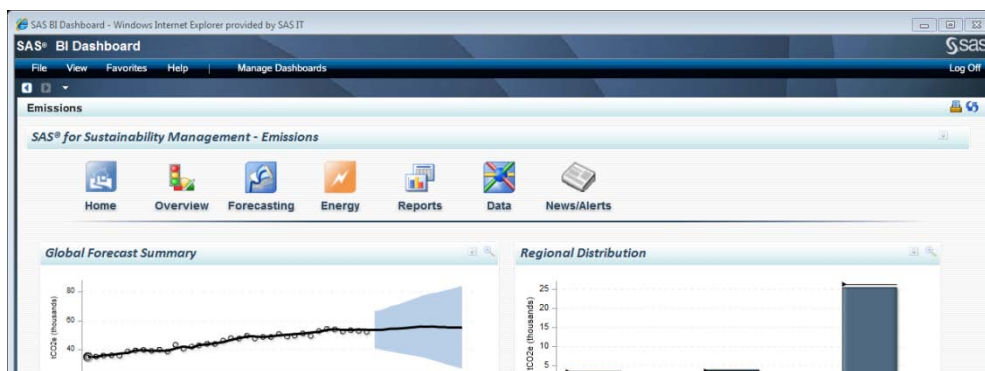 SAS BI Dashboard - Windows Internet Explorer provided by SAS IT
SAS® BI Dashboard
sas
File View Favorites Help | Manage Dashboards
Log Off
Emissions
SAS® for Sustainability Management - Emissions
Home Overview Forecasting Energy Reports Data News/Alerts
Global Forecast Summary
80
60
40
tCO2e (thousands)
Regional Distribution
25
20
15
10
5
tCO2e (thousands)